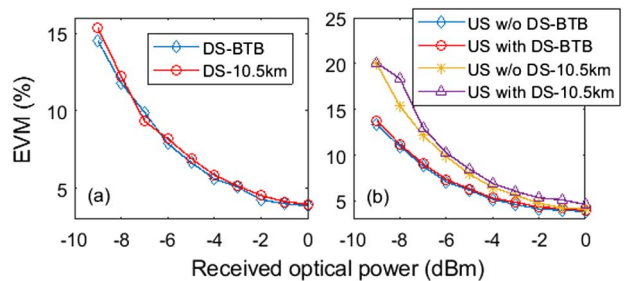 15
10
5
EVM (%)
DS-BTB
DS-10.5km
(a)
-10 -8 -6 -4 -2 0
25
20
15
10
5
US w/o DS-BTB
US with DS-BTB
US w/o DS-10.5km
US with DS-10.5km
(b)
-10 -8 -6 -4 -2 0
Received optical power (dBm)